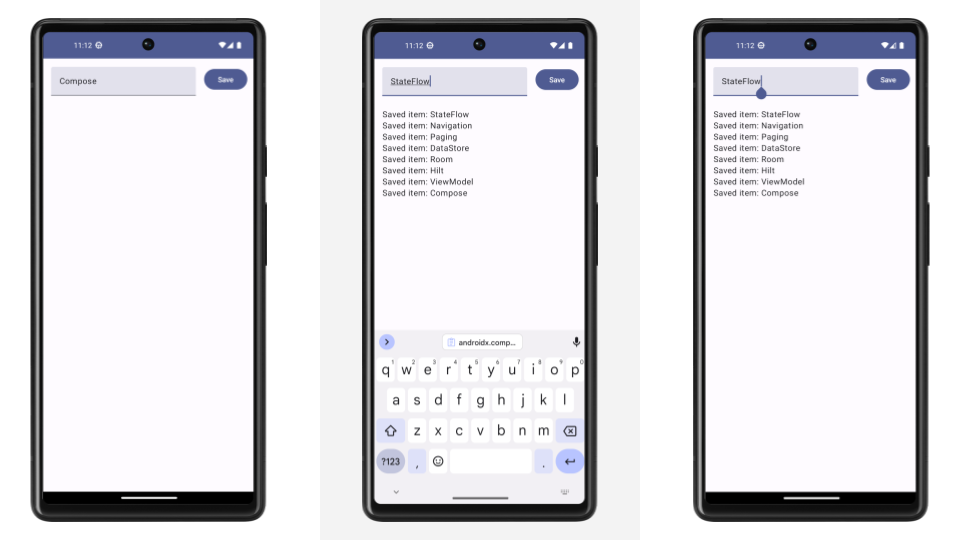 11:12
Compose
Save
11:12
StateFlow
Save
Saved item: StateFlow
Saved item: Navigation
Saved item: Paging
Saved item: DataStore
Saved item: Room
Saved item: Hilt
Saved item: ViewModel
Saved item: Compose
androidx.comp...
1 2 3 4 5 6 7 8 9 0
q w e r t y u i o p
a s d f g h j k l
z x c v b n m
?123 , .
11:12
StateFlow
Save
Saved item: StateFlow
Saved item: Navigation
Saved item: Paging
Saved item: DataStore
Saved item: Room
Saved item: Hilt
Saved item: ViewModel
Saved item: Compose